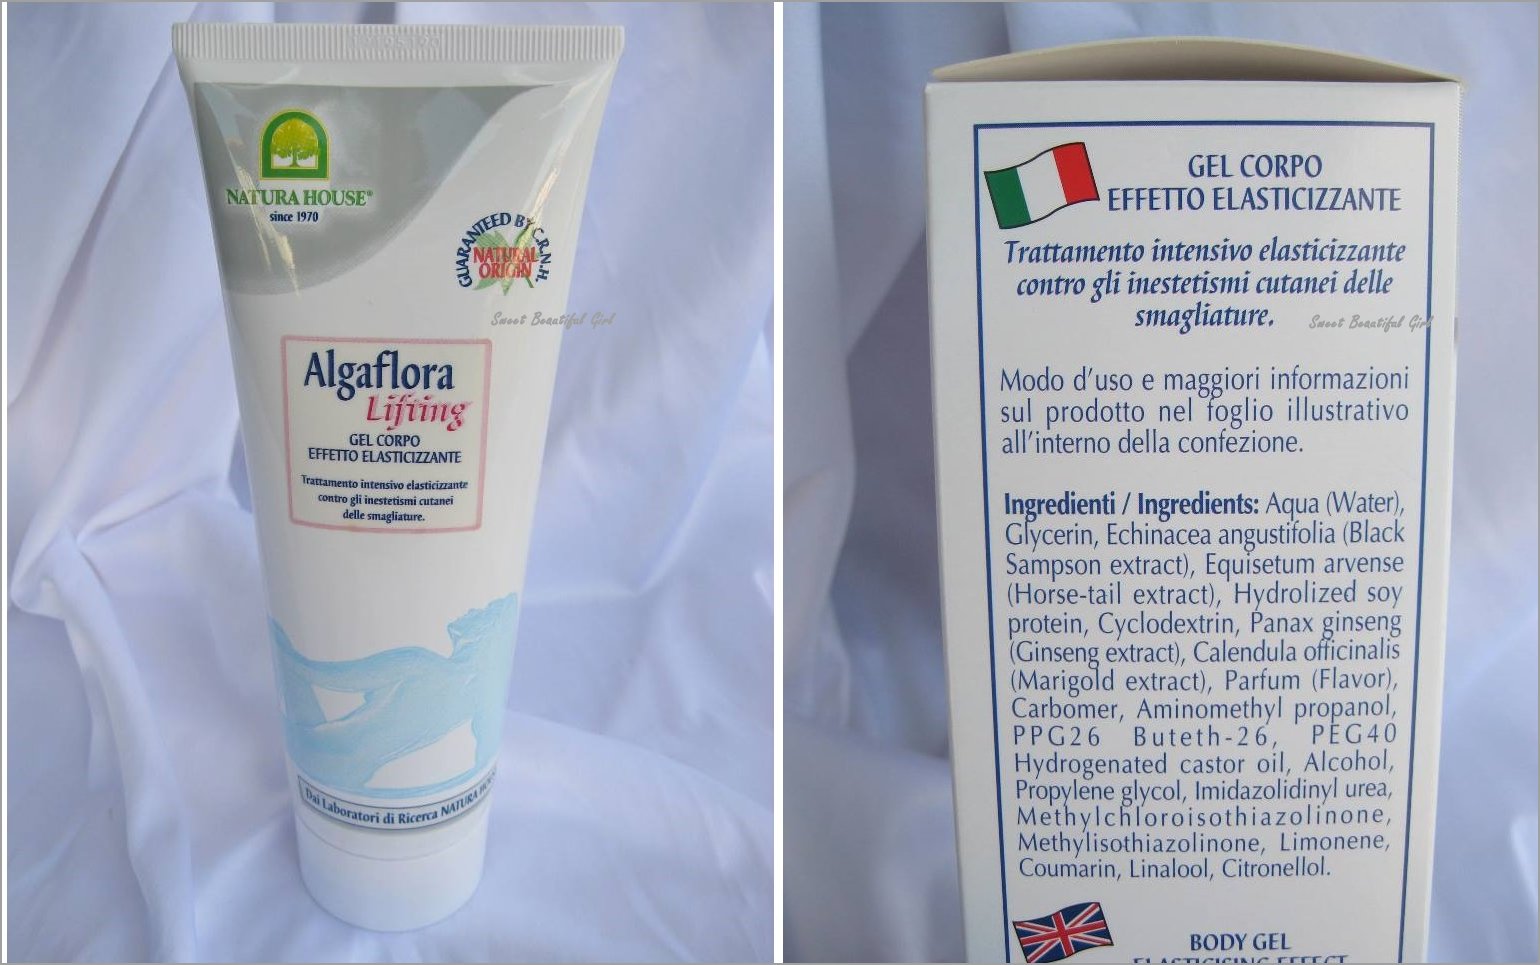 NATURA HOUSE®
since 1970
GUARANTEED BY C.R.N.H.
NATURAL
ORIGIN
Sweet Beautiful Girl
Algaflora
Lifting
GEL CORPO
EFFETTO ELASTICIZZANTE
Trattamento intensivo elasticizzante
contro gli inestetismi cutanei
delle smagliature.
Dai Laboratori di Ricerca NATURA
GEL CORPO
EFFETTO ELASTICIZZANTE
Trattamento intensivo elasticizzante
contro gli inestetismi cutanei delle
smagliature.
Sweet Beautiful Girl
Modo d'uso e maggiori informazioni
sul prodotto nel foglio illustrativo
all'interno della confezione.
Ingredienti / Ingredients: Aqua (Water),
Glycerin, Echinacea angustifolia (Black
Sampson extract), Equisetum arvense
(Horse-tail extract), Hydrolized soy
protein, Cyclodextrin, Panax ginseng
(Ginseng extract), Calendula officinalis
(Marigold extract), Parfum (Flavor),
Carbomer, Aminomethyl propanol,
PPG26 Buteth-26, PEG40
Hydrogenated castor oil, Alcohol,
Propylene glycol, Imidazolidinyl urea,
Methylchloroisothiazolinone,
Methylisothiazolinone, Limonene,
Coumarin, Linalool, Citronellol.
BODY GEL
ELASTICISING EFFECT